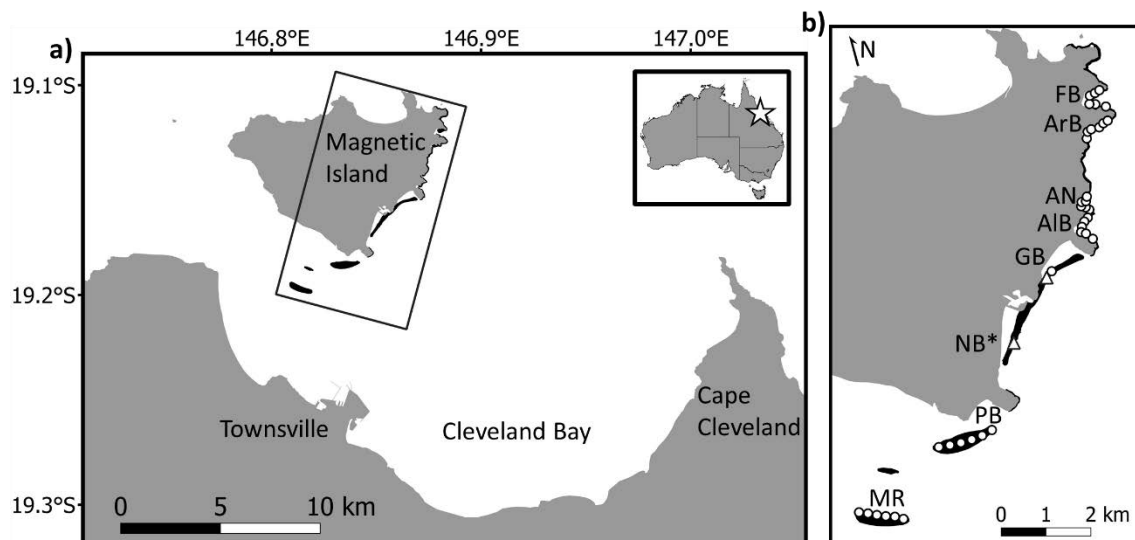 a)
146.8°E 146.9°E 147.0°E
19.1°S
19.2°S
19.3°S
Magnetic
Island
Townsville
Cleveland Bay
Cape
Cleveland
0 5 10 km
b)
N
FB
ArB
AN
AlB
GB
NB*
PB
MR
0 1 2 km